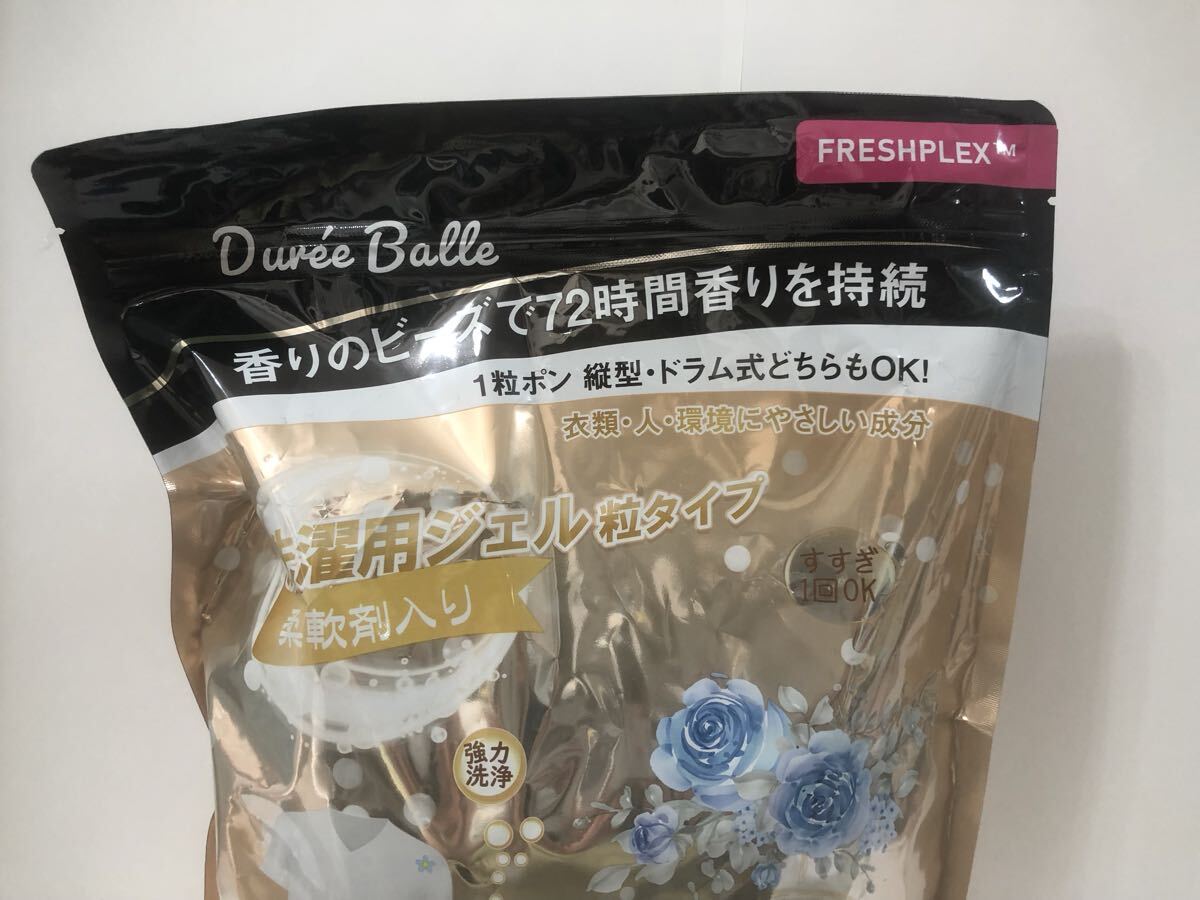 FRESHPLEX™
Durée Balle
香りのビーズで72時間香りを持続
1粒ポン 縦型・ドラム式どちらもOK!
衣類・人・環境にやさしい成分
洗濯用ジェル 粒タイプ
柔軟剤入り
すすぎ
1回OK
強力
洗浄